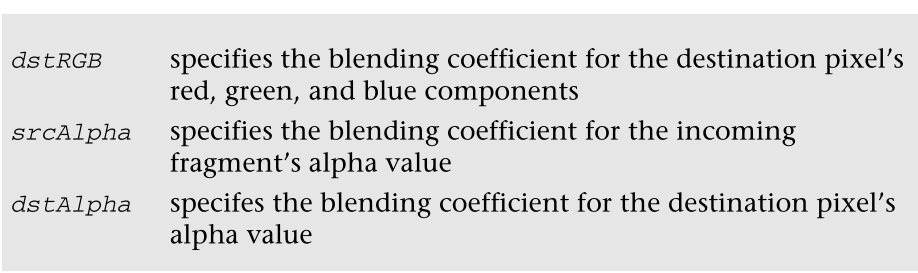 dstRGB specifies the blending coefficient for the destination pixel’s
red, green, and blue components
srcAlpha specifies the blending coefficient for the incoming
fragment’s alpha value
dstAlpha specifes the blending coefficient for the destination pixel’s
alpha value